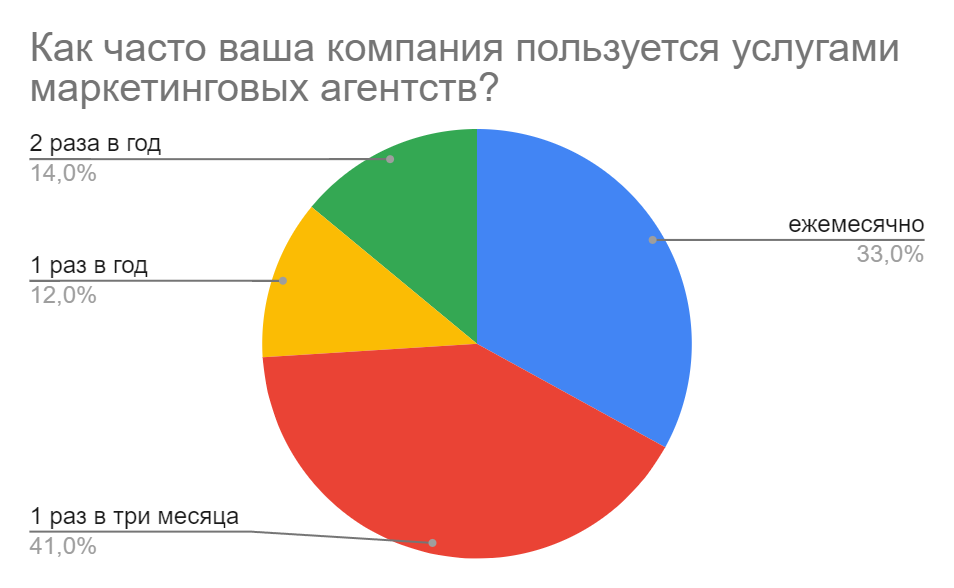 Как часто ваша компания пользуется услугами
маркетинговых агентств?
2 раза в год
14,0%
ежемесячно
33,0%
1 раз в год
12,0%
1 раз в три месяца
41,0%